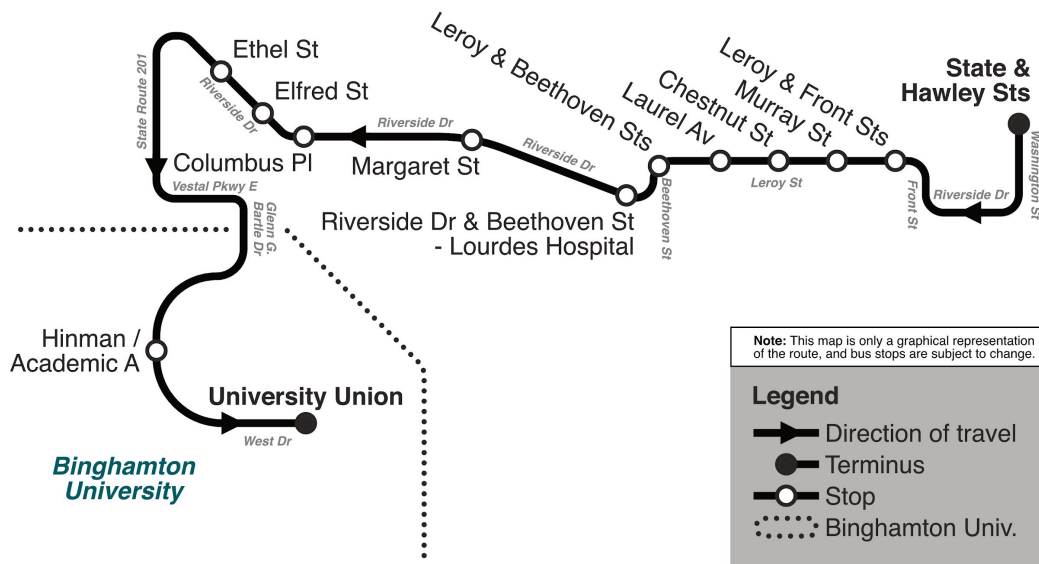 Ethel St
Elfred St
Columbus Pl
Margaret St
Riverside Dr & Beethoven St
- Lourdes Hospital
Leroy & Beethoven Sts
Laurel Av
Chestnut St
Murray St
Leroy & Front Sts
State &
Hawley Sts
State Route 201
Riverside Dr
Riverside Dr
Riverside Dr
Beethoven St
Leroy St
Front St
Riverside Dr
Washington St
Vestal Pkwy E
Glenn G.
Bartle Dr
Hinman /
Academic A
University Union
West Dr
Binghamton
University
Note: This map is only a graphical representation
of the route, and bus stops are subject to change.
Legend
Direction of travel
Terminus
Stop
Binghamton Univ.